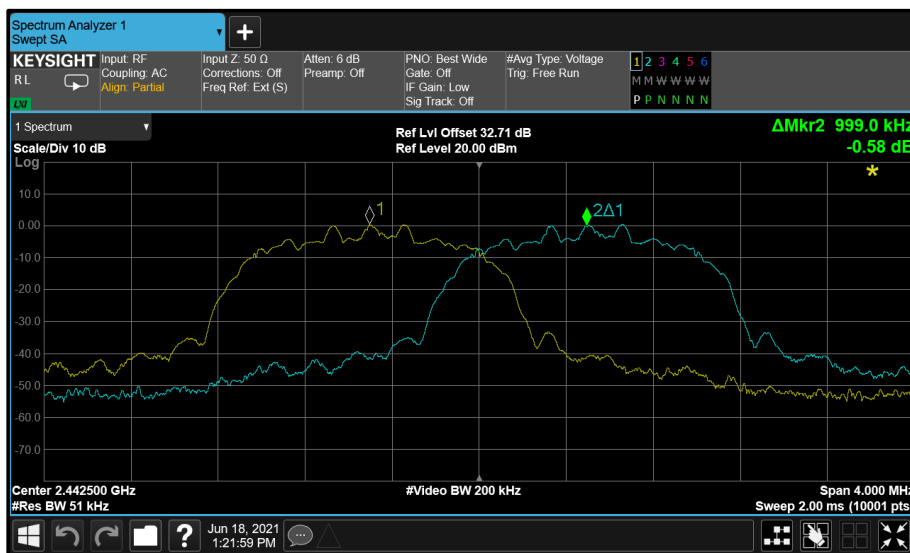 Spectrum Analyzer 1
Swept SA
KEYSIGHT
R L
LXI
Input: RF
Coupling: AC
Align: Partial
Input Z: 50 Ω
Corrections: Off
Freq Ref: Ext (S)
Atten: 6 dB
Preamp: Off
PNO: Best Wide
Gate: Off
IF Gain: Low
Sig Track: Off
#Avg Type: Voltage
Trig: Free Run
1 2 3 4 5 6
M M W W W W
P P N N N N
1 Spectrum
Scale/Div 10 dB
Log
Ref Lvl Offset 32.71 dB
Ref Level 20.00 dBm
ΔMkr2 999.0 kHz
-0.58 dB
*
10.0
0.00
-10.0
-20.0
-30.0
-40.0
-50.0
-60.0
-70.0
1
2Δ1
Center 2.442500 GHz
#Res BW 51 kHz
#Video BW 200 kHz
Span 4.000 MHz
Sweep 2.00 ms (10001 pts
?
Jun 18, 2021
1:21:59 PM